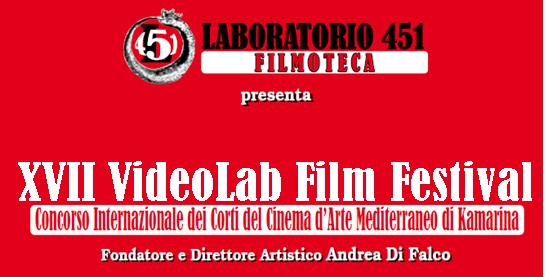 451
LABORATORIO 451
FILMOTECA
presenta
XVII VideoLab Film Festival
Concorso Internazionale dei Corti del Cinema d'Arte Mediterraneo di Kamarina
Fondatore e Direttore Artistico Andrea Di Falco